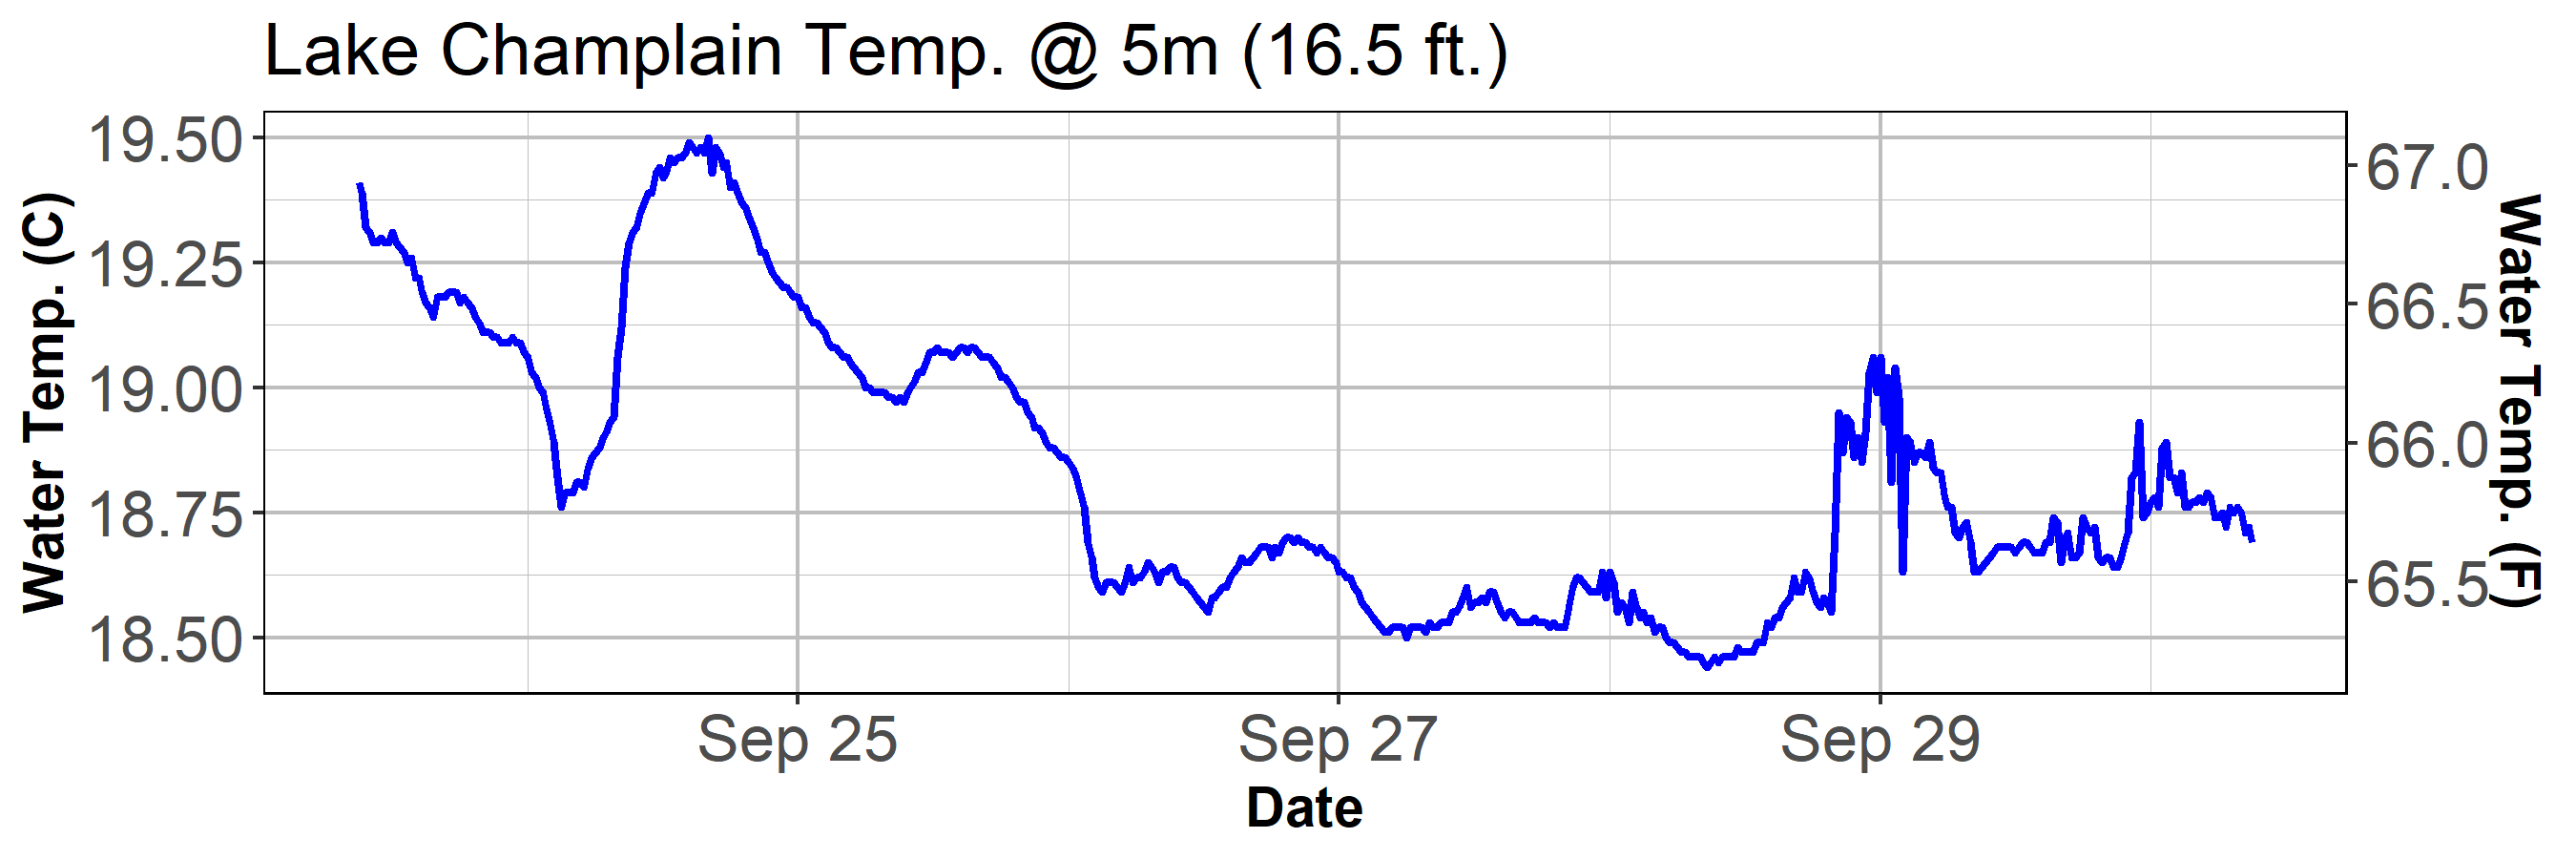 Lake Champlain Temp. @ 5m (16.5 ft.)
Water Temp. (C)
19.50
19.25
19.00
18.75
18.50
67.0
66.5
66.0
65.5
Water Temp. (F)
Sep 25
Sep 27
Sep 29
Date